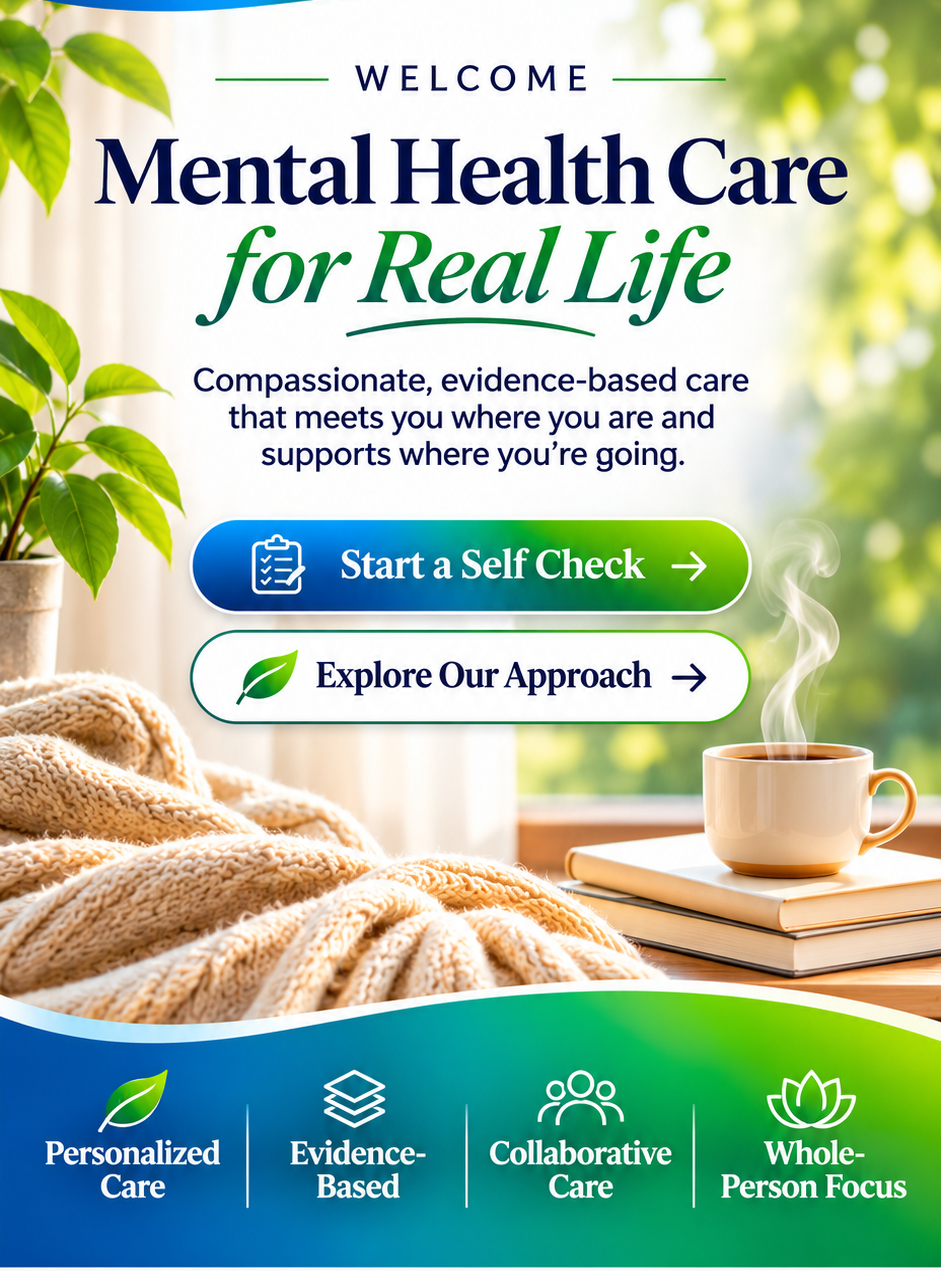 WELCOME
Mental Health Care
for Real Life
Compassionate, evidence-based care
that meets you where you are and
supports where you’re going.
Start a Self Check
Explore Our Approach
Personalized
Care
Evidence-
Based
Collaborative
Care
Whole-
Person Focus